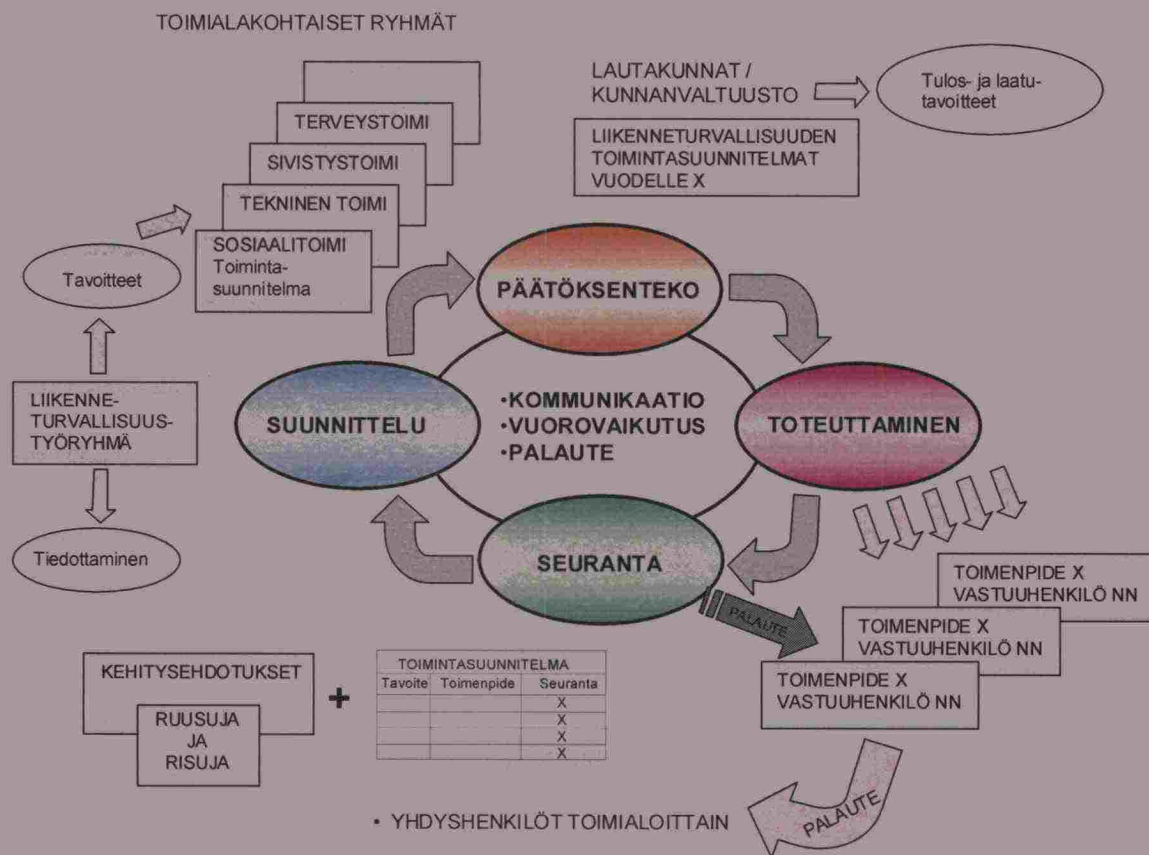 TOIMIALAKOHTAISET RYHMÄT
TERVEYSTOIMI
SIVISTYSTOIMI
TEKNINEN TOIMI
SOSIAALITOIMI
Toiminta-
suunnitelma
LAUTAKUNNAT /
KUNNANVALTUUSTO
Tulos- ja laatu-
tavoitteet
LIIKENNETURVALLISUUDEN
TOIMINTASUUNNITELMAT
VUODELLE X
Tavoitteet
LIIKENNE-
TURVALLISUUS-
TYÖRYHMÄ
Tiedottaminen
PÄÄTÖKSENTEKO
SUUNNITTELU
•KOMMUNIKAATIO
•VUOROVAIKUTUS
•PALAUTE
TOTEUTTAMINEN
SEURANTA
PALAUTE
TOIMENPIDE X
VASTUUHENKILÖ NN
TOIMENPIDE X
VASTUUHENKILÖ NN
TOIMENPIDE X
VASTUUHENKILÖ NN
KEHITYSEHDOTUKSET
RUUSUJA
JA
RISUJA
+
TOIMINTASUUNNITELMA
Tavoite Toimenpide Seuranta
X
X
X
X
• YHDYSHENKILÖT TOIMIALOITTAIN
PALAUTE